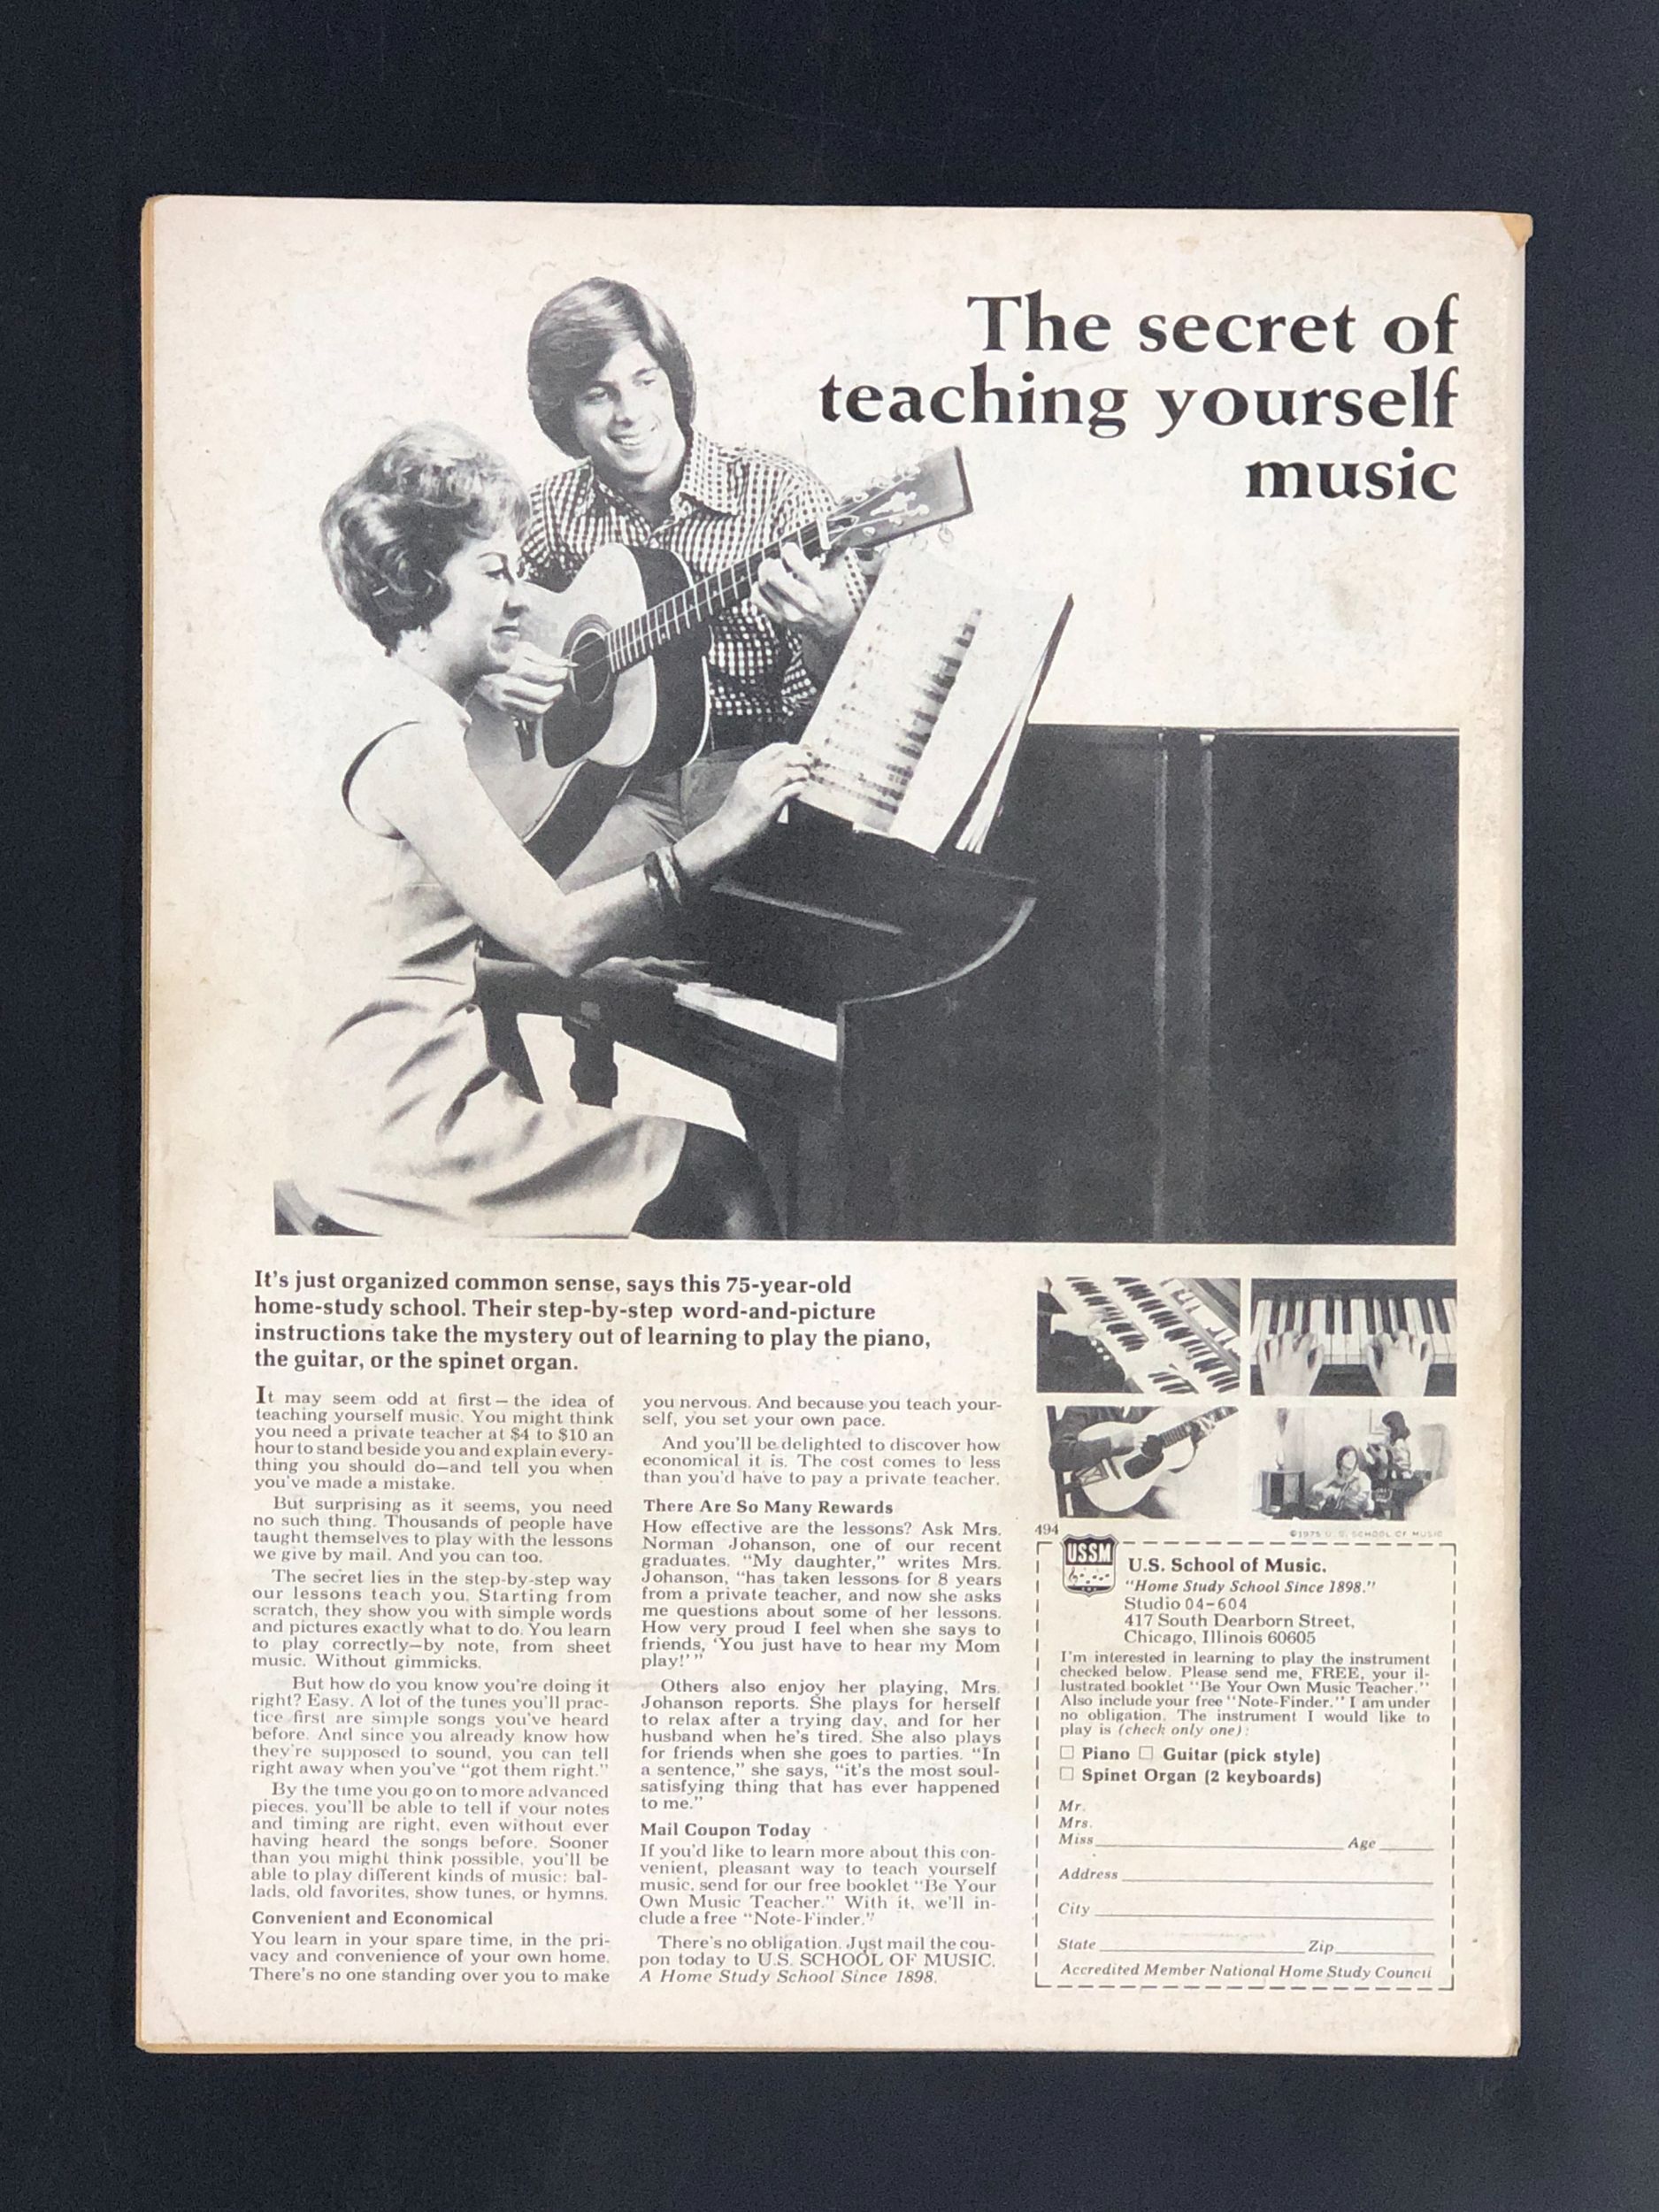 The secret of
teaching yourself
music
It's just organized common sense, says this 75-year-old
home-study school. Their step-by-step word-and-picture
instructions take the mystery out of learning to play the piano,
the guitar, or the spinet organ.
It may seem odd at first—the idea of
teaching yourself music. You might think
you need a private teacher at $4 to $10 an
hour to stand beside you and explain every-
thing you should do—and tell you when
you've made a mistake.
But surprising as it seems, you need
no such thing. Thousands of people have
taught themselves to play with the lessons
we give by mail. And you can too.
The secret lies in the step-by-step way
our lessons teach you. Starting from
scratch, they show you with simple words
and pictures exactly what to do. You learn
to play correctly—by note, from sheet
music. Without gimmicks.
But how do you know you're doing it
right? Easy. A lot of the tunes you'll prac-
tice first are simple songs you've heard
before. And since you already know how
they're supposed to sound, you can tell
right away when you've "got them right."
By the time you go on to more advanced
pieces, you'll be able to tell if your notes
and timing are right, even without ever
having heard the songs before. Sooner
than you might think possible, you'll be
able to play different kinds of music: bal-
lads, old favorites, show tunes, or hymns.
Convenient and Economical
You learn in your spare time, in the pri-
vacy and convenience of your own home.
There's no one standing over you to make
you nervous. And because you teach your-
self, you set your own pace.
And you'll be delighted to discover how
economical it is. The cost comes to less
than you'd have to pay a private teacher.
There Are So Many Rewards
How effective are the lessons? Ask Mrs.
Norman Johanson, one of our recent
graduates. "My daughter," writes Mrs.
Johanson, "has taken lessons for 8 years
from a private teacher, and now she asks
me questions about some of her lessons.
How very proud I feel when she says to
friends, 'You just have to hear my Mom
play!' "
Others also enjoy her playing, Mrs.
Johanson reports. She plays for herself
to relax after a trying day, and for her
husband when he's tired. She also plays
for friends when she goes to parties. "In
a sentence," she says, "it's the most soul-
satisfying thing that has ever happened
to me."
Mail Coupon Today
If you'd like to learn more about this con-
venient, pleasant way to teach yourself
music, send for our free booklet "Be Your
Own Music Teacher." With it, we'll in-
clude a free "Note-Finder."
There's no obligation. Just mail the cou-
pon today to U.S. SCHOOL OF MUSIC.
A Home Study School Since 1898.
494
©1975 U. S. SCHOOL OF MUSIC
USSM
U.S. School of Music.
"Home Study School Since 1898."
Studio 04-604
417 South Dearborn Street,
Chicago, Illinois 60605
I'm interested in learning to play the instrument
checked below. Please send me, FREE, your il-
lustrated booklet "Be Your Own Music Teacher."
Also include your free "Note-Finder." I am under
no obligation. The instrument I would like to
play is (check only one):
☐ Piano ☐ Guitar (pick style)
☐ Spinet Organ (2 keyboards)
Mr.
Mrs.
Miss Age
Address
City
State Zip
Accredited Member National Home Study Council